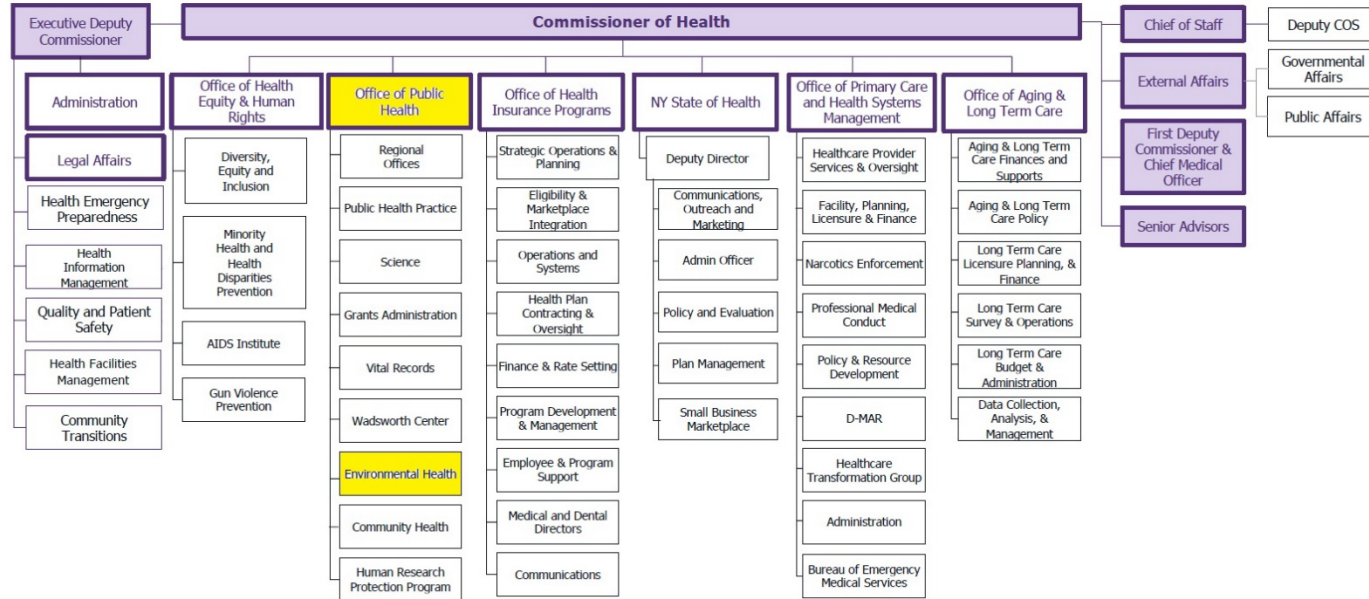 Executive Deputy
Commissioner
Commissioner of Health
Chief of Staff
Deputy COS
External Affairs
Governmental
Affairs
Public Affairs
First Deputy
Commissioner &
Chief Medical
Officer
Senior Advisors
Administration
Legal Affairs
Health Emergency
Preparedness
Health
Information
Management
Quality and Patient
Safety
Health Facilities
Management
Community
Transitions
Office of Health
Equity & Human
Rights
Diversity,
Equity and
Inclusion
Minority
Health and
Health
Disparities
Prevention
AIDS Institute
Gun Violence
Prevention
Office of Public
Health
Regional
Offices
Public Health Practice
Science
Grants Administration
Vital Records
Wadsworth Center
Environmental Health
Community Health
Human Research
Protection Program
Office of Health
Insurance Programs
Strategic Operations &
Planning
Eligibility &
Marketplace
Integration
Operations and
Systems
Health Plan
Contracting &
Oversight
Finance & Rate Setting
Program Development
& Management
Employee & Program
Support
Medical and Dental
Directors
Communications
NY State of Health
Deputy Director
Communications,
Outreach and
Marketing
Admin Officer
Policy and Evaluation
Plan Management
Small Business
Marketplace
Office of Primary Care
and Health Systems
Management
Healthcare Provider
Services & Oversight
Facility, Planning,
Licensure & Finance
Narcotics Enforcement
Professional Medical
Conduct
Policy & Resource
Development
D-MAR
Healthcare
Transformation Group
Administration
Bureau of Emergency
Medical Services
Office of Aging &
Long Term Care
Aging & Long Term
Care Finances and
Supports
Aging & Long Term
Care Policy
Long Term Care
Licensure Planning, &
Finance
Long Term Care
Survey & Operations
Long Term Care
Budget &
Administration
Data Collection,
Analysis, &
Management